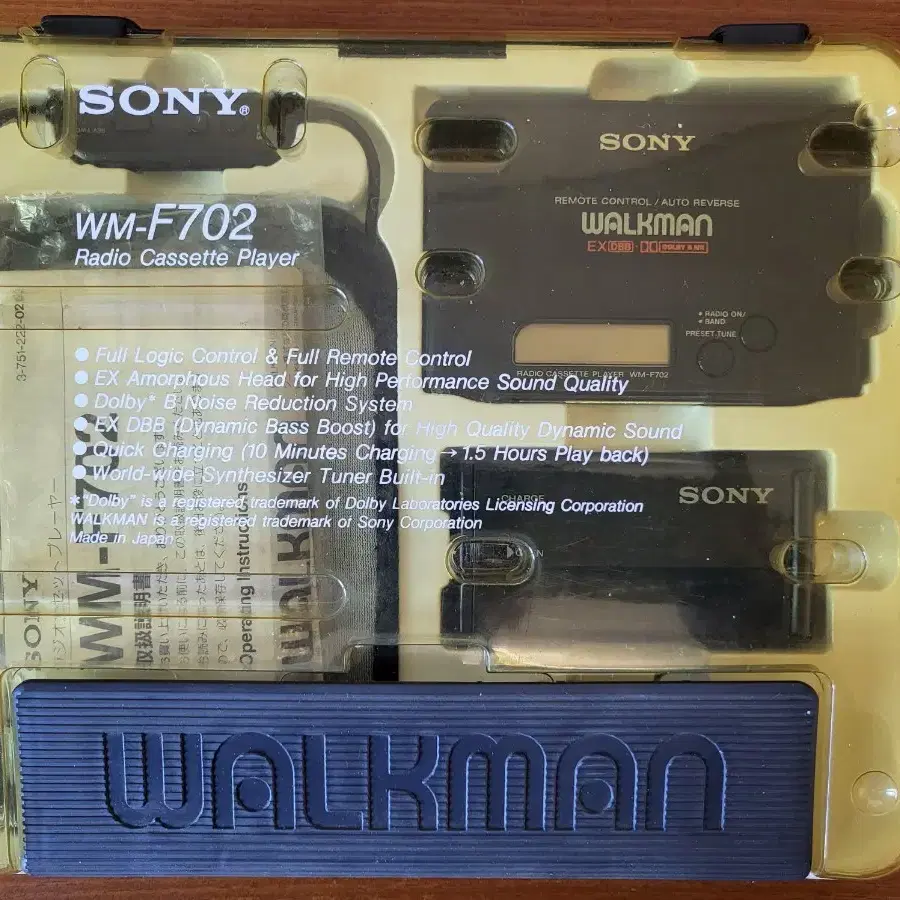 SONY®
WM-F702
Radio Cassette Player
● Full Logic Control & Full Remote Control
● EX Amorphous Head for High Performance Sound Quality
● Dolby* B Noise Reduction System
● EX DBB (Dynamic Bass Boost) for High Quality Dynamic Sound
● Quick Charging (10 Minutes Charging → 1.5 Hours Play back)
● World-wide Synthesizer Tuner Built-in
*"Dolby" is a registered trademark of Dolby Laboratories Licensing Corporation
WALKMAN is a registered trademark of Sony Corporation
Made in Japan
SONY
REMOTE CONTROL / AUTO REVERSE
WALKMAN
EX DBB DOLBY B NR
RADIO ON/
BAND
PRESET TUNE
RADIO CASSETTE PLAYER WM-F702
SONY
CHARGE
3-751-222-02
SONY
WM-F702
取扱説明書
Operating Instructions
WALKMAN
WALKMAN